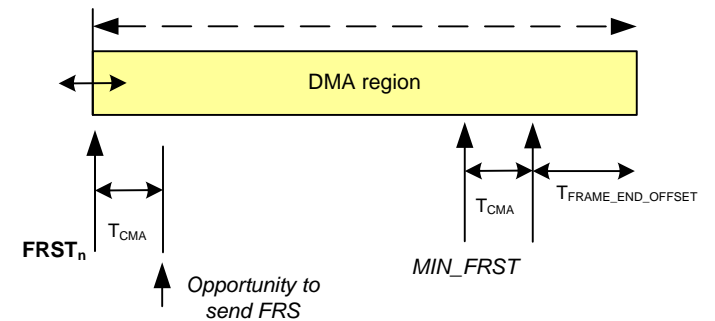 DMA region
T_CMA
T_CMA
T_FRAME_END_OFFSET
FRST_n
MIN_FRST
Opportunity to
send FRS